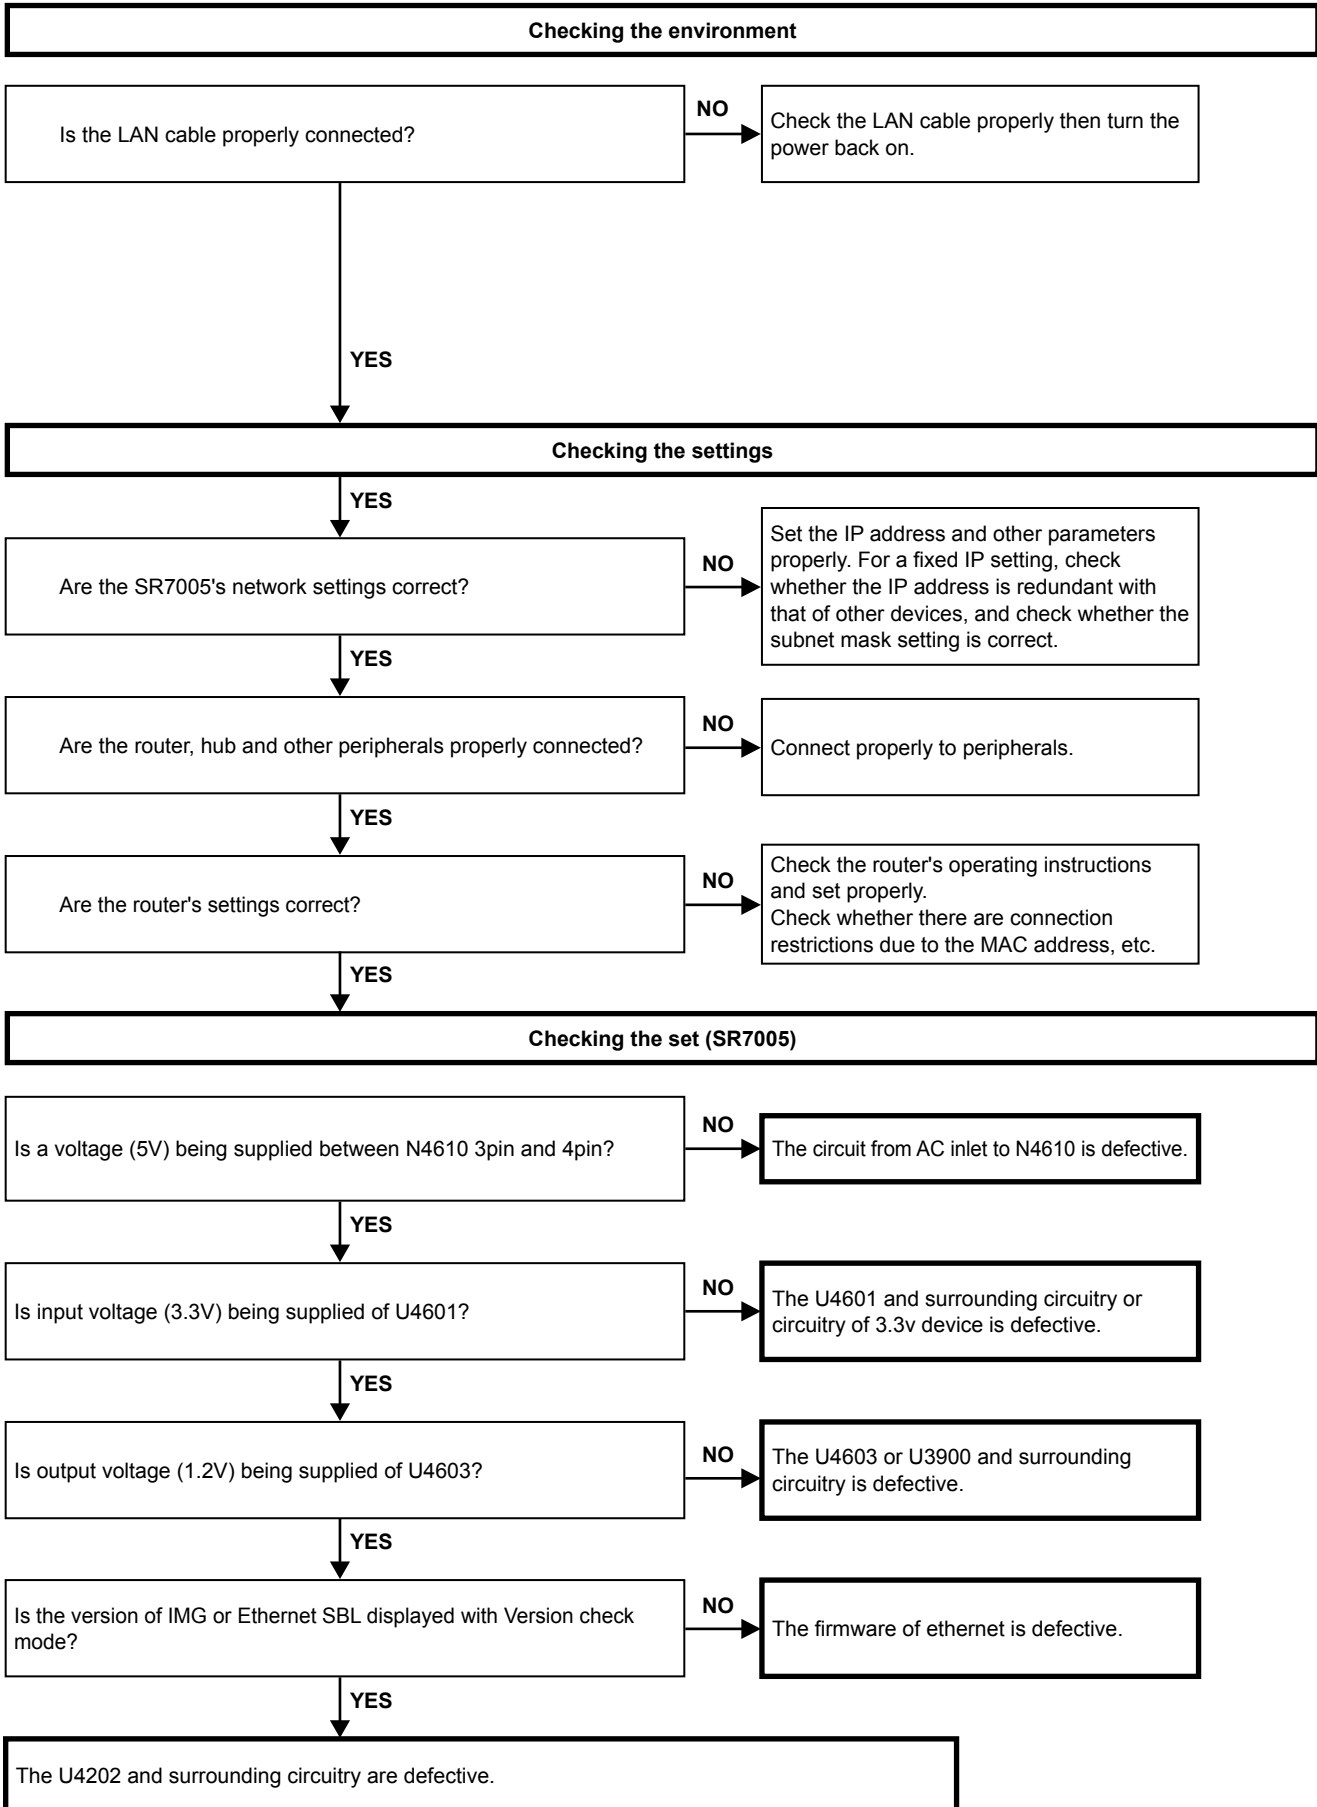 Checking the environment
Is the LAN cable properly connected?
NO
Check the LAN cable properly then turn the
power back on.
YES
Checking the settings
YES
Are the SR7005's network settings correct?
NO
Set the IP address and other parameters
properly. For a fixed IP setting, check
whether the IP address is redundant with
that of other devices, and check whether the
subnet mask setting is correct.
YES
Are the router, hub and other peripherals properly connected?
NO
Connect properly to peripherals.
YES
Are the router's settings correct?
NO
Check the router's operating instructions
and set properly.
Check whether there are connection
restrictions due to the MAC address, etc.
YES
Checking the set (SR7005)
Is a voltage (5V) being supplied between N4610 3pin and 4pin?
NO
The circuit from AC inlet to N4610 is defective.
YES
Is input voltage (3.3V) being supplied of U4601?
NO
The U4601 and surrounding circuitry or
circuitry of 3.3v device is defective.
YES
Is output voltage (1.2V) being supplied of U4603?
NO
The U4603 or U3900 and surrounding
circuitry is defective.
YES
Is the version of IMG or Ethernet SBL displayed with Version check
mode?
NO
The firmware of ethernet is defective.
YES
The U4202 and surrounding circuitry are defective.